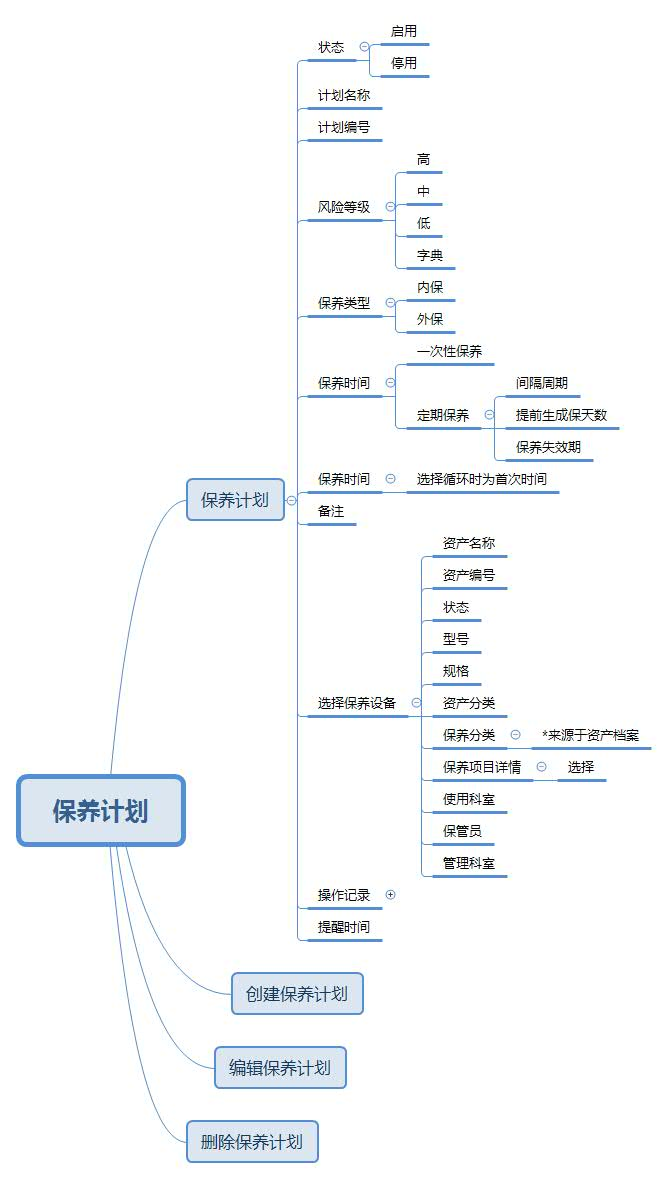 启用
状态
停用
计划名称
计划编号
高
中
风险等级
低
字典
内保
保养类型
外保
一次性保养
保养时间
间隔周期
定期保养
提前生成保天数
保养失效期
保养时间
选择循环时为首次时间
保养计划
备注
资产名称
资产编号
状态
型号
规格
选择保养设备
资产分类
保养分类
*来源于资产档案
保养项目详情
选择
使用科室
保管员
管理科室
操作记录
提醒时间
保养计划
创建保养计划
编辑保养计划
删除保养计划